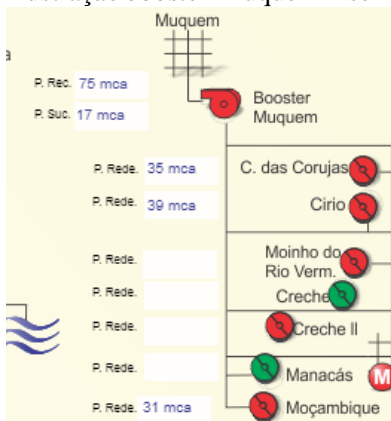 Muquem
P. Rec. 75 mca
P. Suc. 17 mca
Booster
Muquem
P. Rede. 35 mca
C. das Corujas
P. Rede. 39 mca
Cirio
P. Rede.
Moinho do
Rio Verm.
P. Rede.
Creche
P. Rede.
Creche II
P. Rede.
Manacás
M
P. Rede. 31 mca
Moçambique